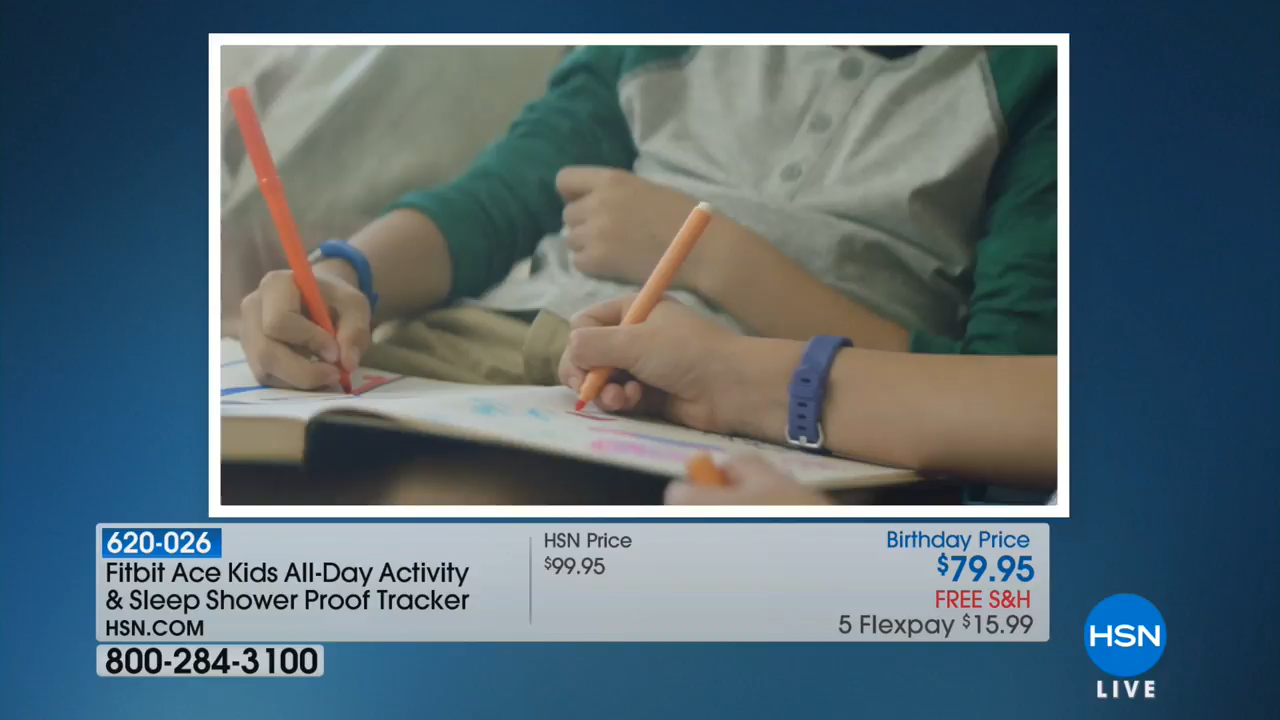 620-026
Fitbit Ace Kids All-Day Activity
& Sleep Shower Proof Tracker
HSN.COM
800-284-3100
HSN Price
$99.95
Birthday Price
$79.95
FREE S&H
5 Flexpay $15.99
HSN
LIVE